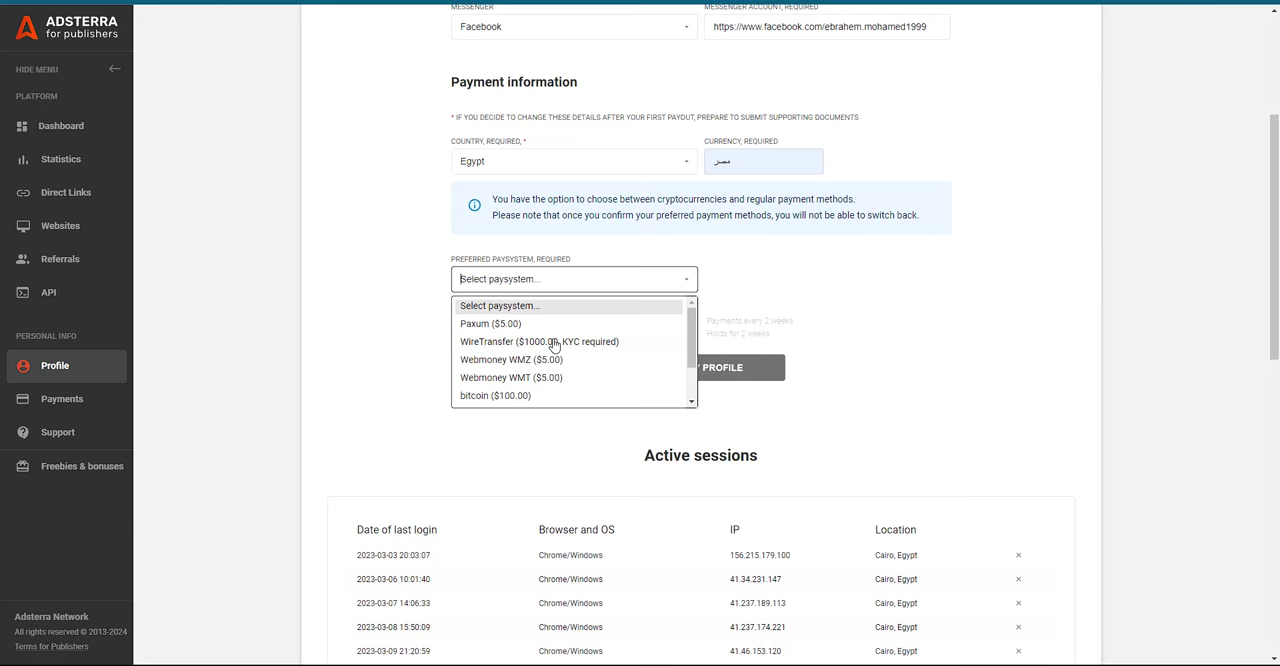 ADSTERRA
for publishers
HIDE MENU
PLATFORM
Dashboard
Statistics
Direct Links
Websites
Referrals
API
PERSONAL INFO
Profile
Payments
Support
Freebies & bonuses
Adsterra Network
All rights reserved © 2013-2024
Terms for Publishers
MESSENGER
MESSENGER ACCOUNT, REQUIRED
Facebook
https://www.facebook.com/ebrahem.mohamed1999
Payment information
* IF YOU DECIDE TO CHANGE THESE DETAILS AFTER YOUR FIRST PAYOUT, PREPARE TO SUBMIT SUPPORTING DOCUMENTS
COUNTRY, REQUIRED, *
CURRENCY, REQUIRED
Egypt
مصر
You have the option to choose between cryptocurrencies and regular payment methods.
Please note that once you confirm your preferred payment methods, you will not be able to switch back.
PREFERRED PAYSYSTEM, REQUIRED
Select paysystem...
Select paysystem...
Paxum ($5.00)
WireTransfer ($1000.00, KYC required)
Webmoney WMZ ($5.00)
Webmoney WMT ($5.00)
bitcoin ($100.00)
Payments every 2 weeks
Holds for 2 weeks
PROFILE
Active sessions
Date of last login Browser and OS IP Location
2023-03-03 20:03:07 Chrome/Windows 156.215.179.100 Cairo, Egypt ×
2023-03-06 10:01:40 Chrome/Windows 41.34.231.147 Cairo, Egypt ×
2023-03-07 14:06:33 Chrome/Windows 41.237.189.113 Cairo, Egypt ×
2023-03-08 15:50:09 Chrome/Windows 41.237.174.221 Cairo, Egypt ×
2023-03-09 21:20:59 Chrome/Windows 41.46.153.120 Cairo, Egypt ×